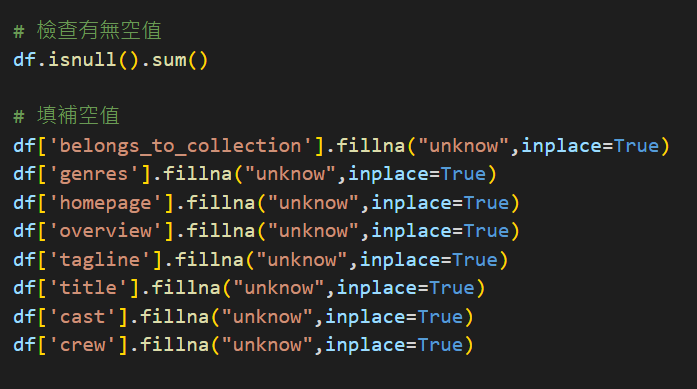 # 檢查有無空值
df.isnull().sum()
# 填補空值
df['belongs_to_collection'].fillna("unknow",inplace=True)
df['genres'].fillna("unknow",inplace=True)
df['homepage'].fillna("unknow",inplace=True)
df['overview'].fillna("unknow",inplace=True)
df['tagline'].fillna("unknow",inplace=True)
df['title'].fillna("unknow",inplace=True)
df['cast'].fillna("unknow",inplace=True)
df['crew'].fillna("unknow",inplace=True)